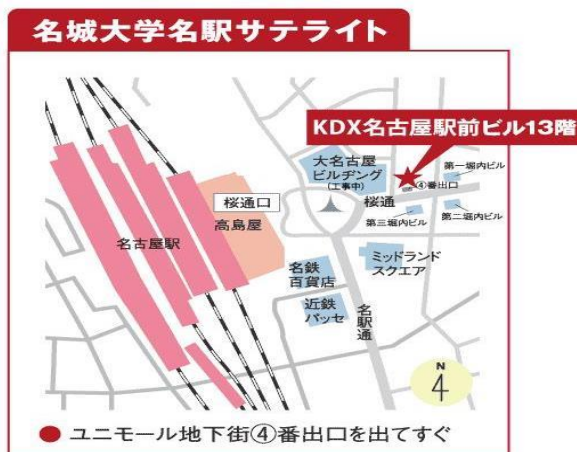 名城大学名駅サテライト
KDX名古屋駅前ビル13階
大名古屋
ビルヂング
(工事中)
④番出口
第一堀内ビル
桜通口
桜通
高島屋
第三堀内ビル
第二堀内ビル
名古屋駅
名鉄
百貨店
ミッドランド
スクエア
近鉄
パッセ
名駅通
N
● ユニモール地下街④番出口を出てすぐ